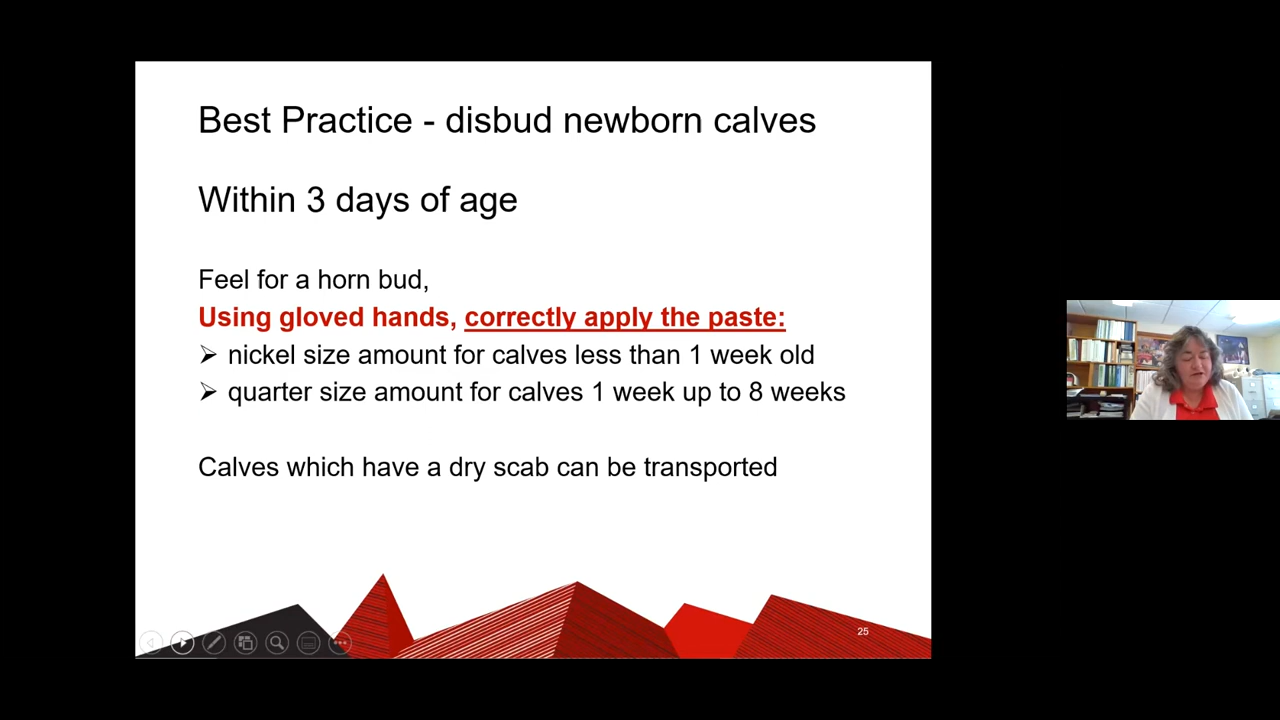 Best Practice - disbud newborn calves
Within 3 days of age
Feel for a horn bud,
Using gloved hands, correctly apply the paste:
➢ nickel size amount for calves less than 1 week old
➢ quarter size amount for calves 1 week up to 8 weeks
Calves which have a dry scab can be transported
25